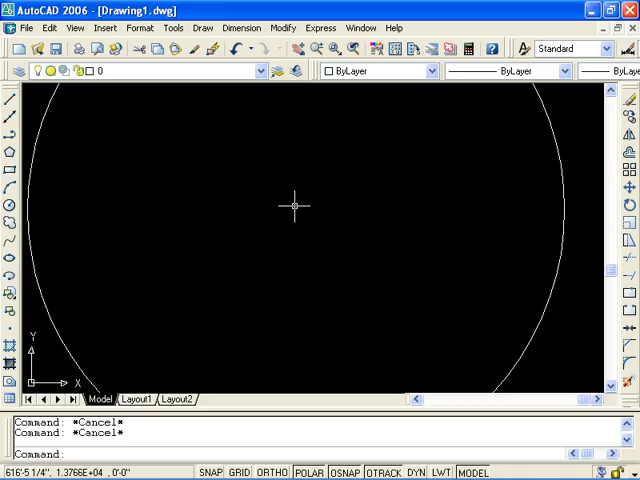 AutoCAD 2006 - [Drawing1.dwg]
File Edit View Insert Format Tools Draw Dimension Modify Express Window Help
Standard
0 ByLayer ByLayer ByLay
Y
X
Model Layout1 Layout2
Command: *Cancel*
Command: *Cancel*
Command:
616'-5 1/4", 1.3766E+04 , 0'-0" SNAP GRID ORTHO POLAR OSNAP OTRACK DYN LWT MODEL